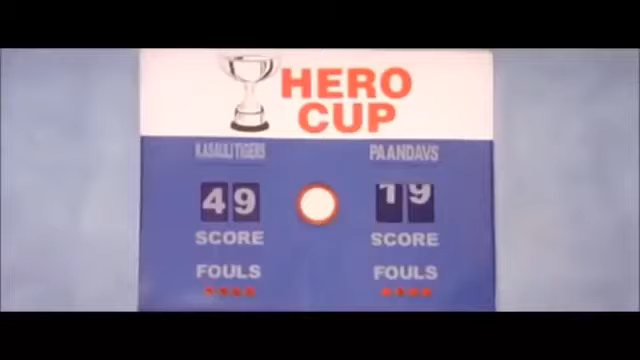 HERO
CUP
KASAULI TIGERS PAANDAVS
49 19
SCORE SCORE
FOULS FOULS